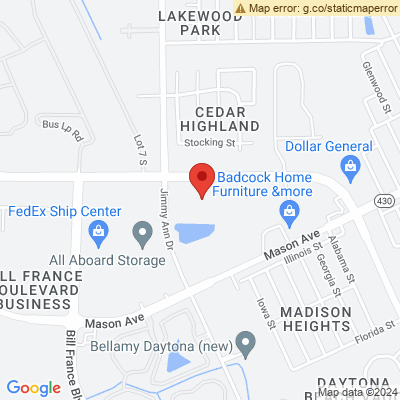 Map error: g.co/staticmaperror
LAKEWOOD
PARK
Glenwood St
CEDAR
HIGHLAND
Bus Lp Rd
Lot 7 S
Stocking St
Dollar General
Badcock Home
Furniture &more
Jimmy Ann Dr
430
FedEx Ship Center
Mason Ave
Illinois St
Alabama St
Georgia St
All Aboard Storage
LL FRANCE
OULEVARD
BUSINESS
Iowa St
MADISON
HEIGHTS
Mason Ave
Florida St
Bill France Blv
Bellamy Daytona (new)
DAYTONA
Google
Map data ©2024